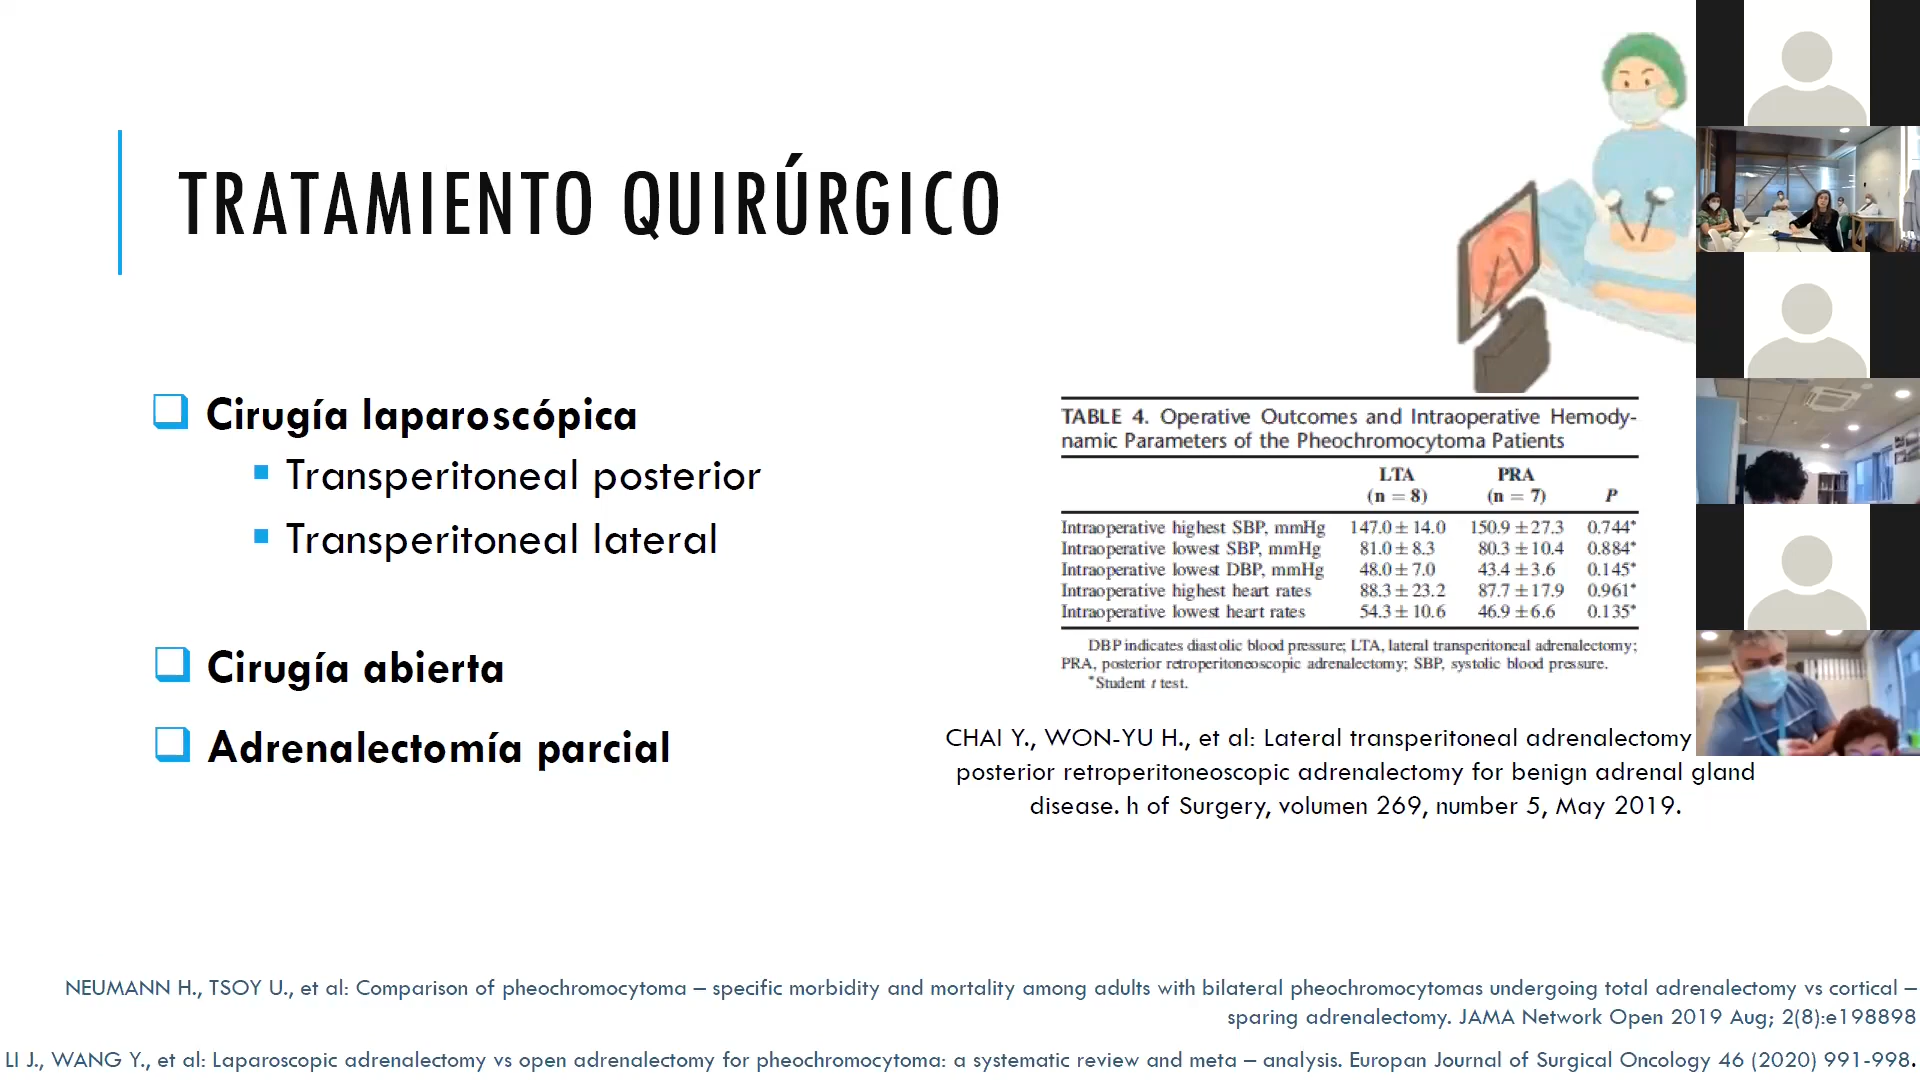 TRATAMIENTO QUIRÚRGICO
Cirugía laparoscópica
Transperitoneal posterior
Transperitoneal lateral
Cirugía abierta
Adrenalectomía parcial
TABLE 4. Operative Outcomes and Intraoperative Hemody-
namic Parameters of the Pheochromocytoma Patients
LTA PRA
(n = 8) (n = 7) P
Intraoperative highest SBP, mmHg 147.0 ± 14.0 150.9 ± 27.3 0.744*
Intraoperative lowest SBP, mmHg 81.0 ± 8.3 80.3 ± 10.4 0.884*
Intraoperative lowest DBP, mmHg 48.0 ± 7.0 43.4 ± 3.6 0.145*
Intraoperative highest heart rates 88.3 ± 23.2 87.7 ± 17.9 0.961*
Intraoperative lowest heart rates 54.3 ± 10.6 46.9 ± 6.6 0.135*
DBP indicates diastolic blood pressure; LTA, lateral transperitoneal adrenalectomy;
PRA, posterior retroperitoneoscopic adrenalectomy; SBP, systolic blood pressure.
*Student t test.
CHAI Y., WON-YU H., et al: Lateral transperitoneal adrenalectomy
posterior retroperitoneoscopic adrenalectomy for benign adrenal gland
disease. h of Surgery, volumen 269, number 5, May 2019.
NEUMANN H., TSOY U., et al: Comparison of pheochromocytoma – specific morbidity and mortality among adults with bilateral pheochromocytomas undergoing total adrenalectomy vs cortical –
sparing adrenalectomy. JAMA Network Open 2019 Aug; 2(8):e198898
LI J., WANG Y., et al: Laparoscopic adrenalectomy vs open adrenalectomy for pheochromocytoma: a systematic review and meta – analysis. Europan Journal of Surgical Oncology 46 (2020) 991-998.